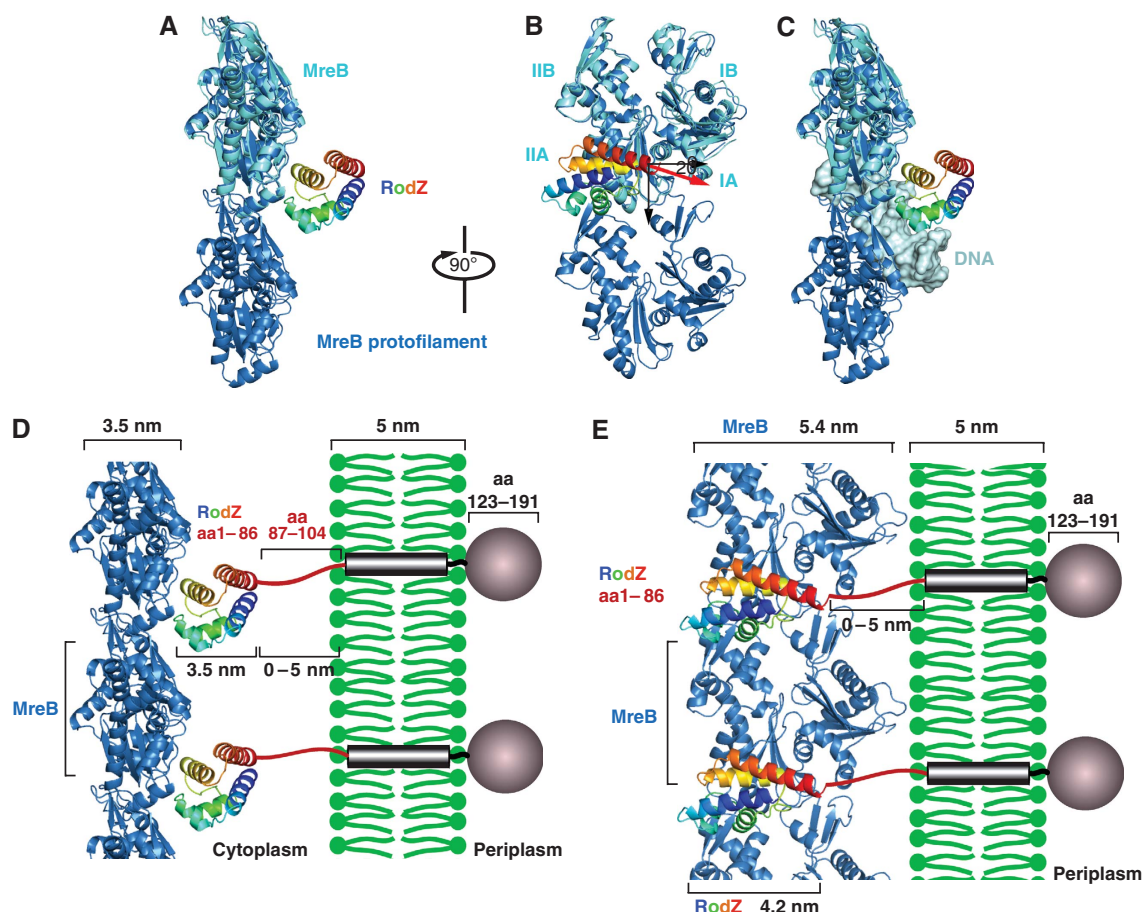 A
MreB
RodZ
90°
MreB protofilament
B
IIB
IB
IIA
20°
IA
C
DNA
D
3.5 nm
5 nm
RodZ
aa1–86
aa
87–104
aa
123–191
MreB
3.5 nm
0–5 nm
Cytoplasm
Periplasm
E
MreB 5.4 nm
5 nm
aa
123–191
RodZ
aa1–86
0–5 nm
MreB
Periplasm
RodZ 4.2 nm